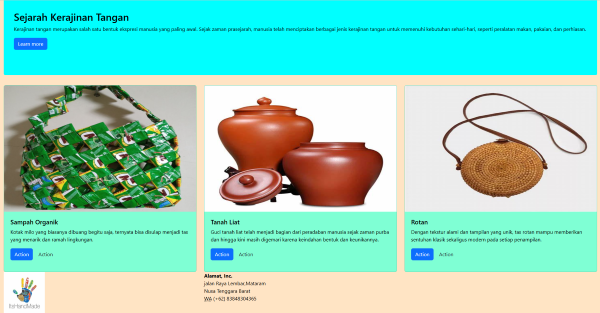 Sejarah Kerajinan Tangan
Kerajinan tangan merupakan salah satu bentuk ekspresi manusia yang paling awal. Sejak zaman prasejarah, manusia telah menciptakan berbagai jenis kerajinan tangan untuk memenuhi kebutuhan sehari-hari, seperti peralatan makan, pakaian, dan perhiasan.
Learn more
Sampah Organik
Kotak milo yang biasanya dibuang begitu saja, ternyata bisa disulap menjadi tas
yang menarik dan ramah lingkungan.
Action Action
Tanah Liat
Guci tanah liat telah menjadi bagian dari peradaban manusia sejak zaman purba
dan hingga kini masih digemari karena keindahan bentuk dan keunikannya.
Action Action
Rotan
Dengan tekstur alami dan tampilan yang unik, tas rotan mampu memberikan
sentuhan klasik sekaligus modern pada setiap penampilan.
Action Action
Alamat, Inc.
jalan Raya Lembar,Mataram
Nusa Tenggara Barat
WA (+62) 83848304365